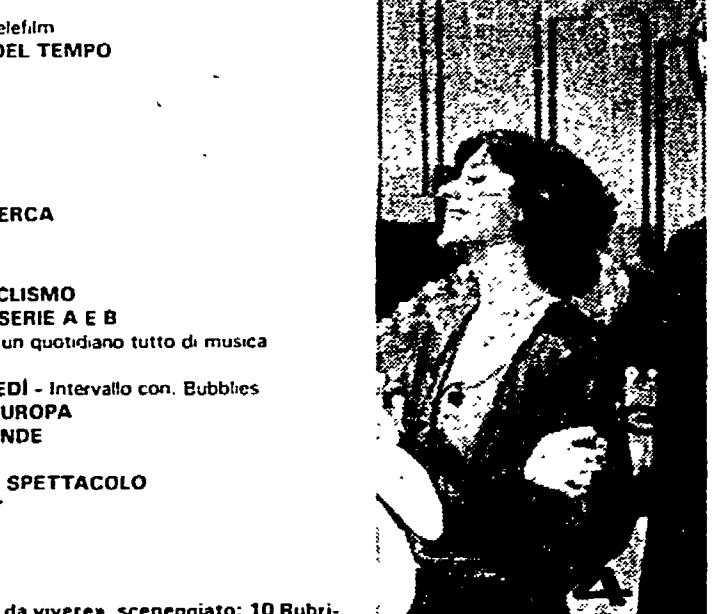 elefilm
DEL TEMPO
ERCA
CLISMO
SERIE A E B
un quotidiano tutto di musica
EDÌ - Intervallo con. Bubblies
UROPA
NDE
SPETTACOLO
da vivere», sceneggiato; 10 Rubri-